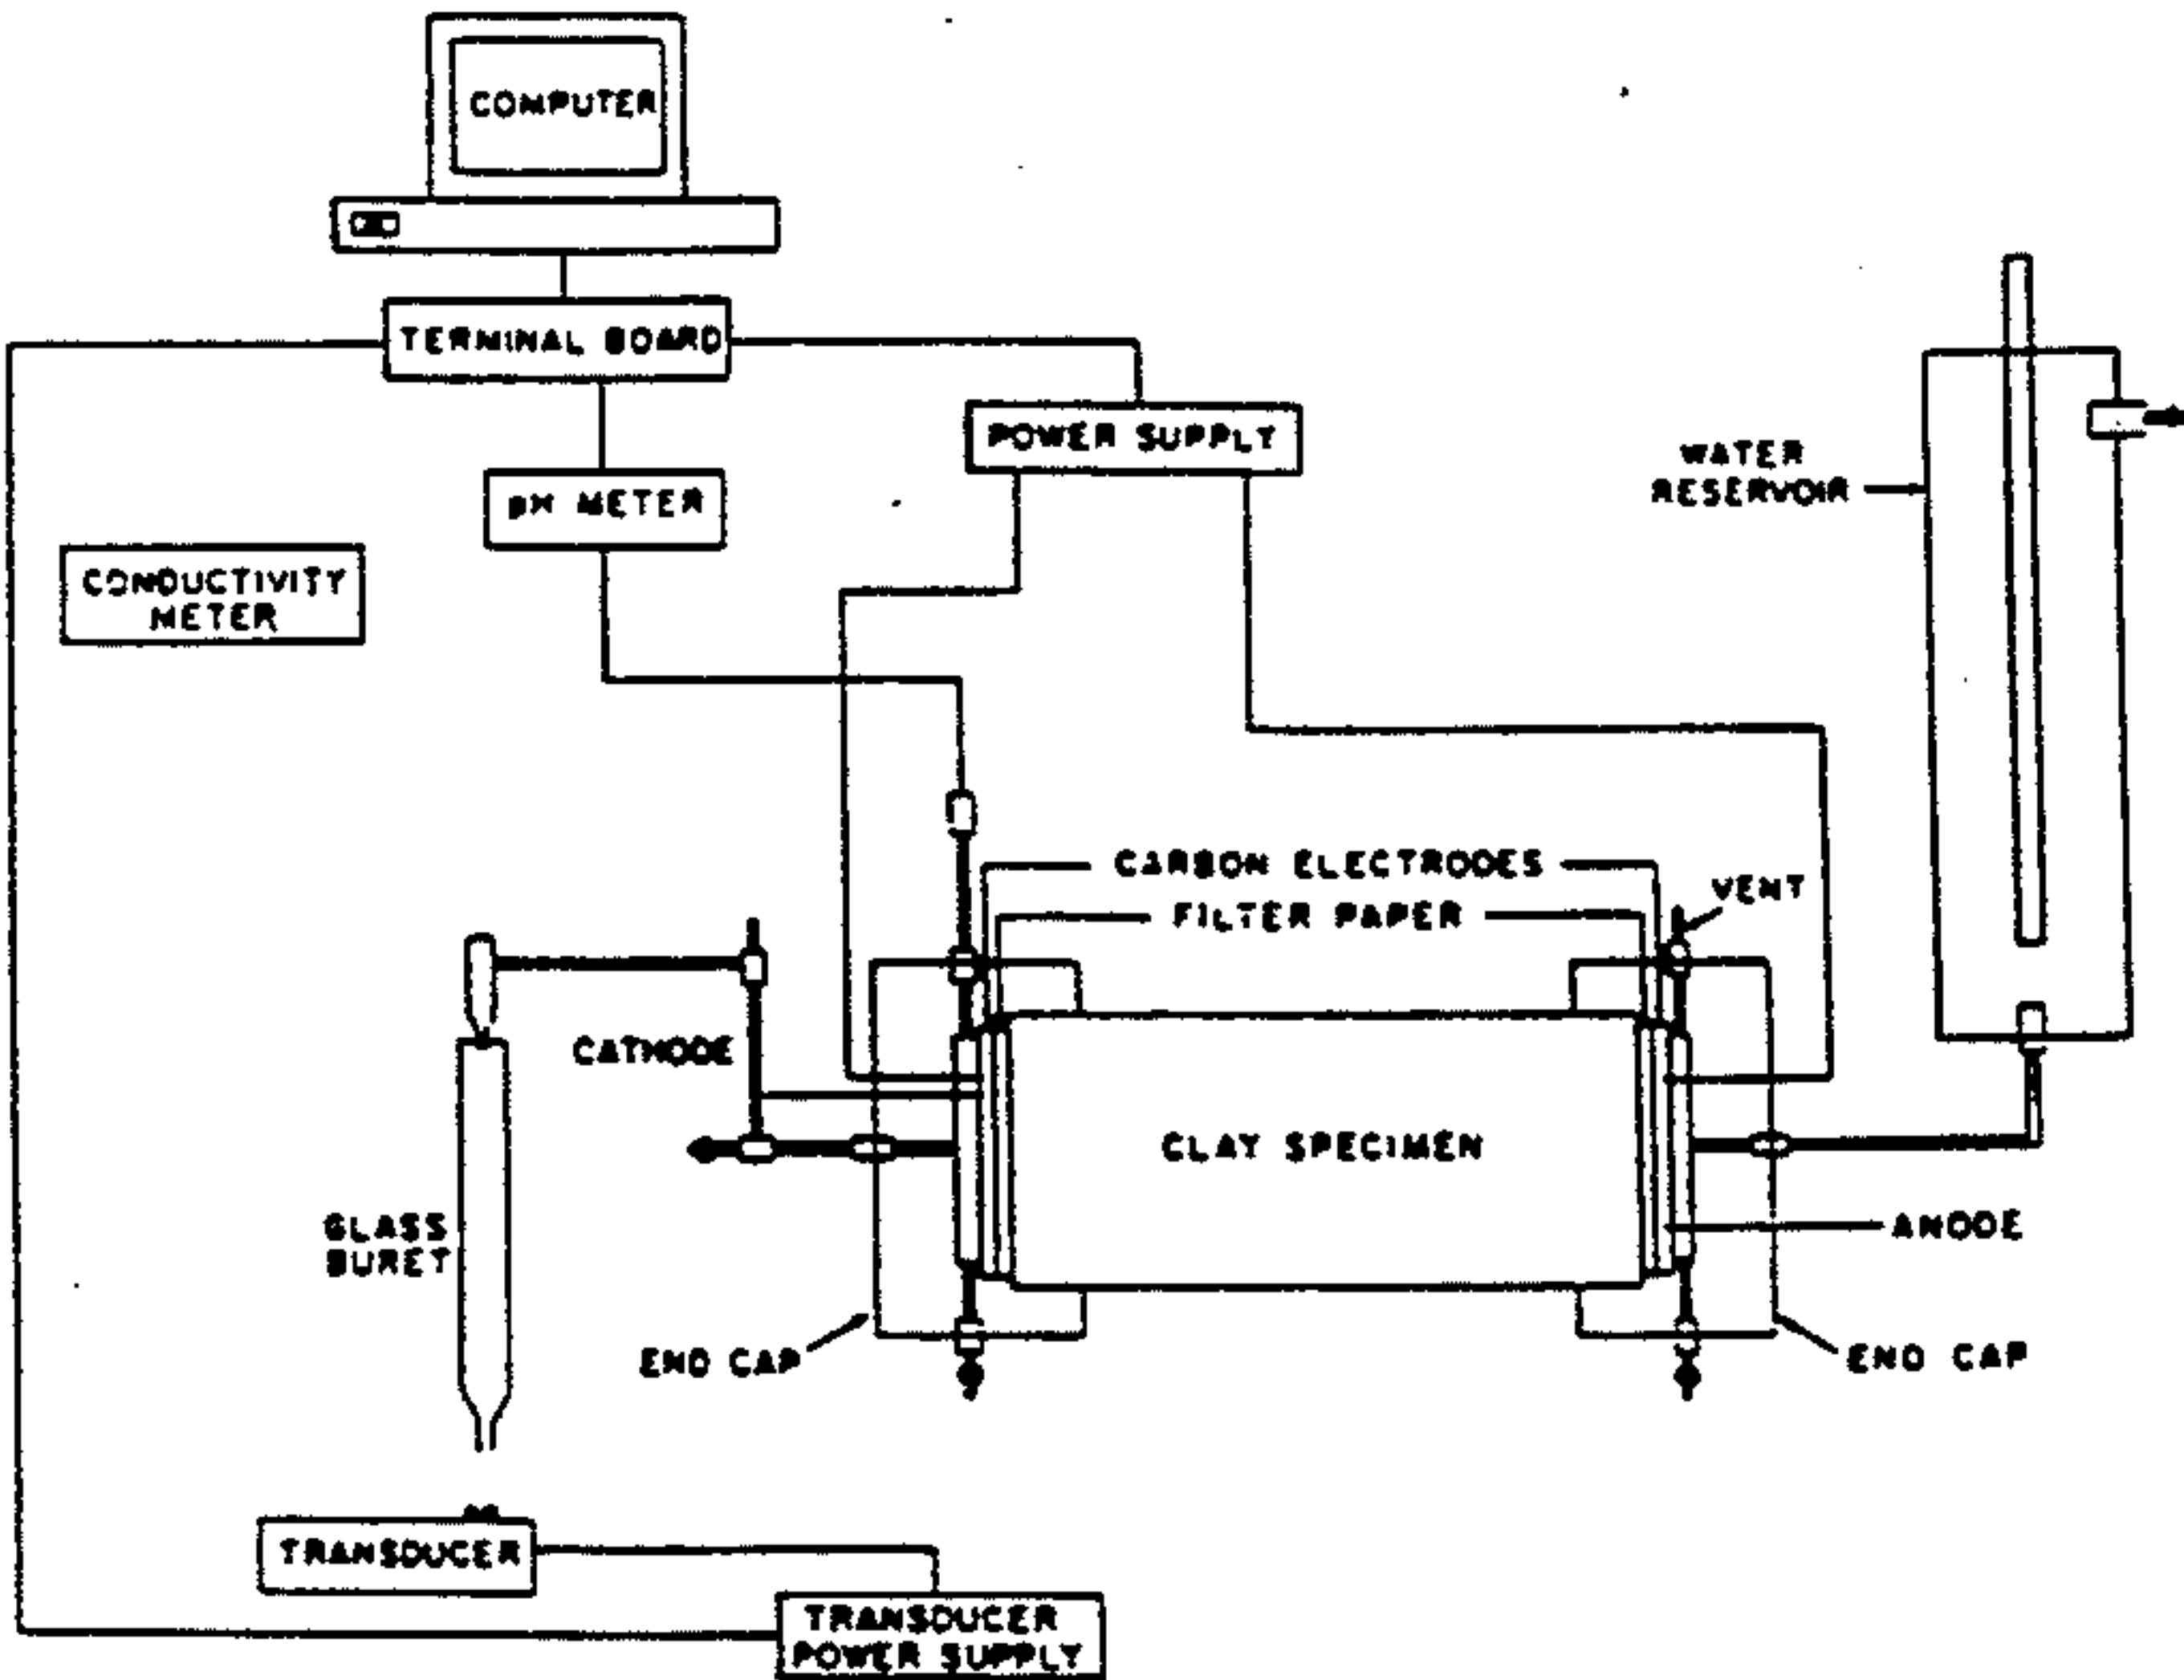 COMPUTER
TERMINAL BOARD
POWER SUPPLY
pH METER
WATER
RESERVOIR
CONDUCTIVITY
METER
CARBON ELECTRODES
VENT
FILTER PAPER
CATHODE
CLAY SPECIMEN
GLASS
BURET
ANODE
END CAP
END CAP
TRANSDUCER
TRANSDUCER
POWER SUPPLY